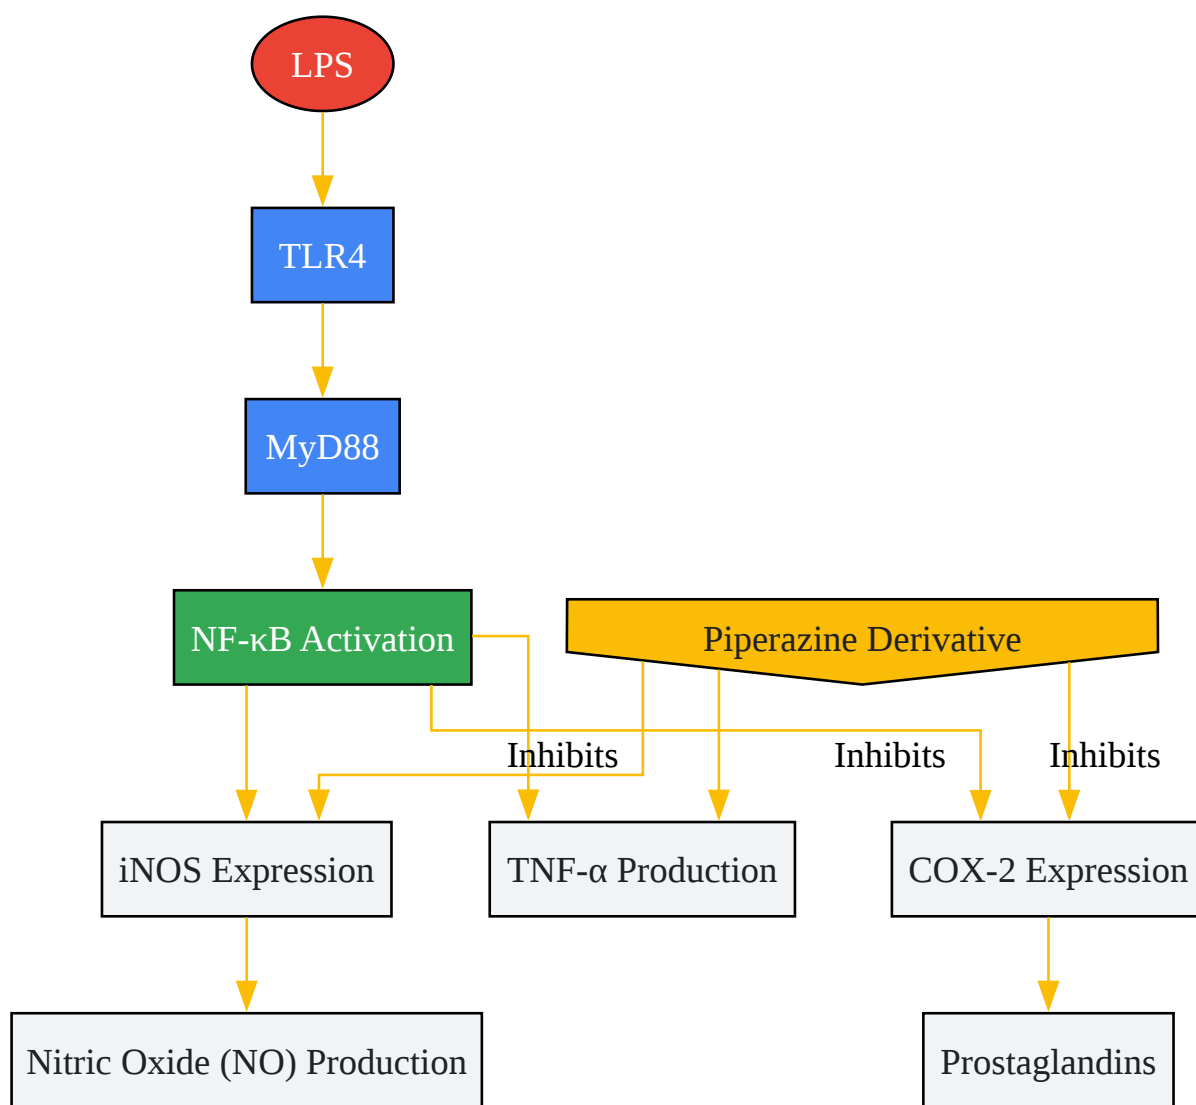 LPS
TLR4
MyD88
NF-κB Activation
Piperazine Derivative
Inhibits
Inhibits
Inhibits
iNOS Expression
TNF-α Production
COX-2 Expression
Nitric Oxide (NO) Production
Prostaglandins